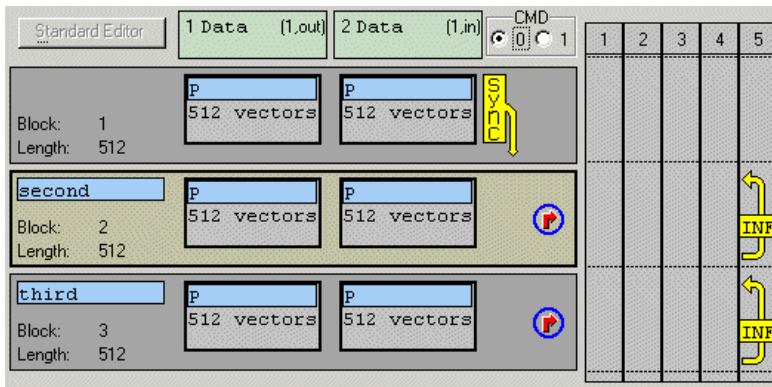 Standard Editor
1 Data (1,out)
2 Data (1,in)
CMD
0 1
1 2 3 4 5
p
512 vectors
p
512 vectors
Sync
Block: 1
Length: 512
second
p
512 vectors
p
512 vectors
Block: 2
Length: 512
INF
third
p
512 vectors
p
512 vectors
Block: 3
Length: 512
INF